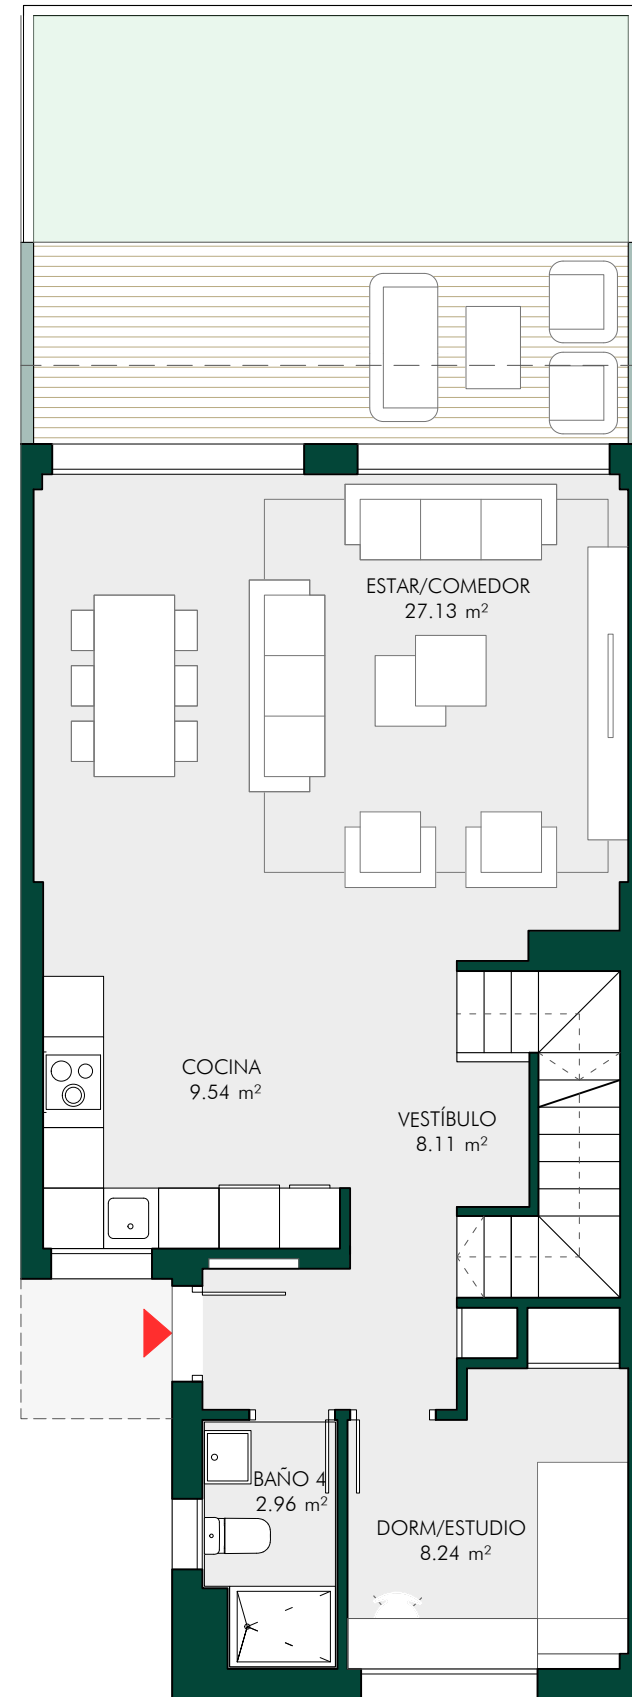 ESTAR/COMEDOR
27.13 m²
COCINA
9.54 m²
VESTÍBULO
8.11 m²
BAÑO 4
2.96 m²
DORM/ESTUDIO
8.24 m²